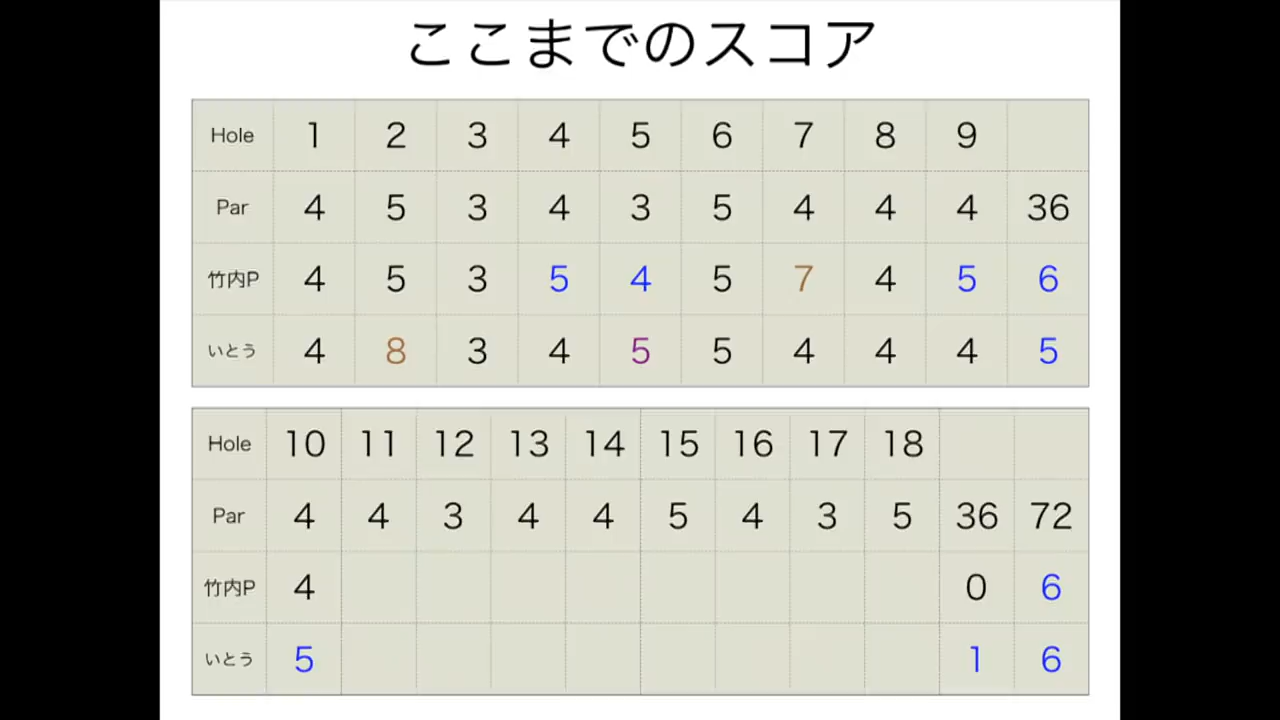 ここまでのスコア
Hole 1 2 3 4 5 6 7 8 9
Par 4 5 3 4 3 5 4 4 4 36
竹内P 4 5 3 5 4 5 7 4 5 6
いとう 4 8 3 4 5 5 4 4 4 5
Hole 10 11 12 13 14 15 16 17 18
Par 4 4 3 4 4 5 4 3 5 36 72
竹内P 4 0 6
いとう 5 1 6